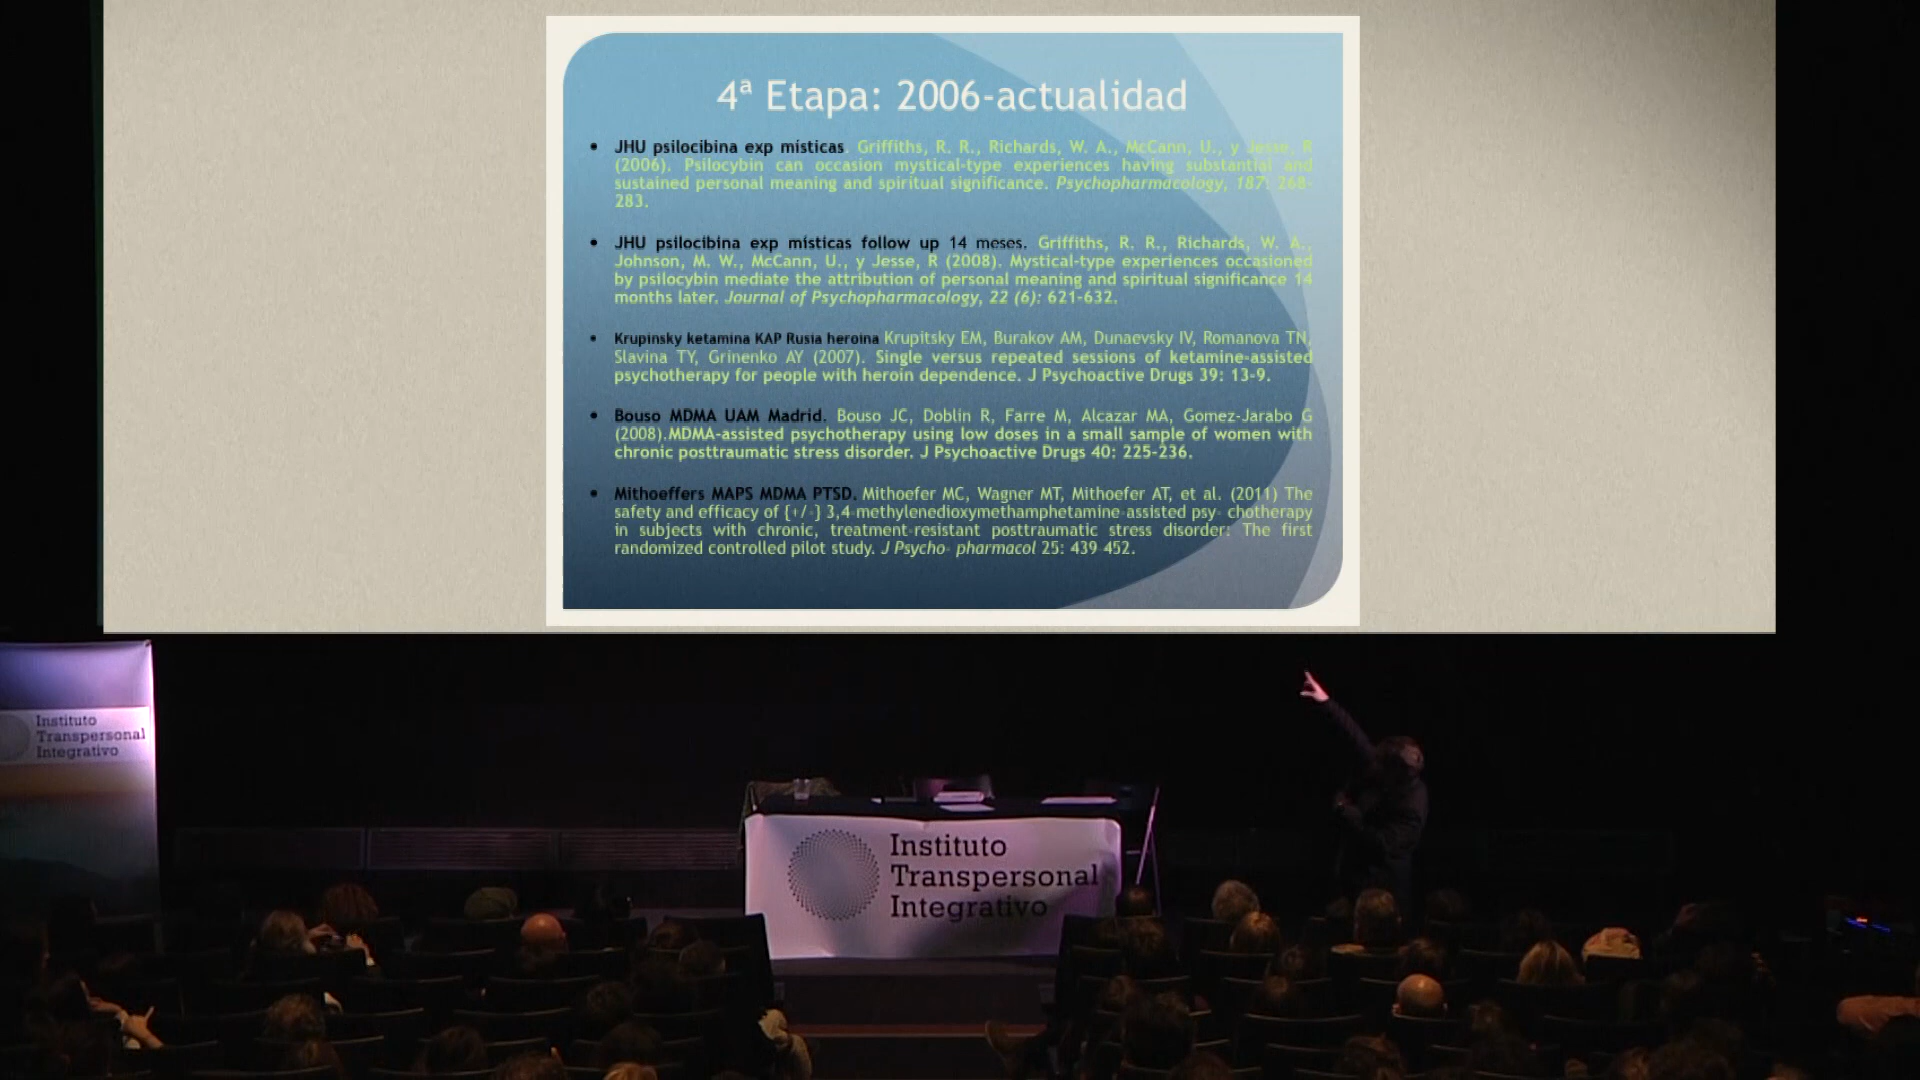 4ª Etapa: 2006-actualidad
• JHU psilocibina exp místicas. Griffiths, R. R., Richards, W. A., McCann, U., y Jesse, R
(2006). Psilocybin can occasion mystical-type experiences having substantial and
sustained personal meaning and spiritual significance. Psychopharmacology, 187: 268-
283.
• JHU psilocibina exp místicas follow up 14 meses. Griffiths, R. R., Richards, W. A.,
Johnson, M. W., McCann, U., y Jesse, R (2008). Mystical-type experiences occasioned
by psilocybin mediate the attribution of personal meaning and spiritual significance 14
months later. Journal of Psychopharmacology, 22 (6): 621-632.
• Krupinsky ketamina KAP Rusia heroina Krupitsky EM, Burakov AM, Dunaevsky IV, Romanova TN,
Slavina TY, Grinenko AY (2007). Single versus repeated sessions of ketamine-assisted
psychotherapy for people with heroin dependence. J Psychoactive Drugs 39: 13-9.
• Bouso MDMA UAM Madrid. Bouso JC, Doblin R, Farre M, Alcazar MA, Gomez-Jarabo G
(2008).MDMA-assisted psychotherapy using low doses in a small sample of women with
chronic posttraumatic stress disorder. J Psychoactive Drugs 40: 225-236.
• Mithoeffers MAPS MDMA PTSD. Mithoefer MC, Wagner MT, Mithoefer AT, et al. (2011) The
safety and efficacy of {+/-} 3,4-methylenedioxymethamphetamine-assisted psy- chotherapy
in subjects with chronic, treatment-resistant posttraumatic stress disorder: The first
randomized controlled pilot study. J Psycho- pharmacol 25: 439-452.
Instituto
Transpersonal
Integrativo
Instituto
Transpersonal
Integrativo